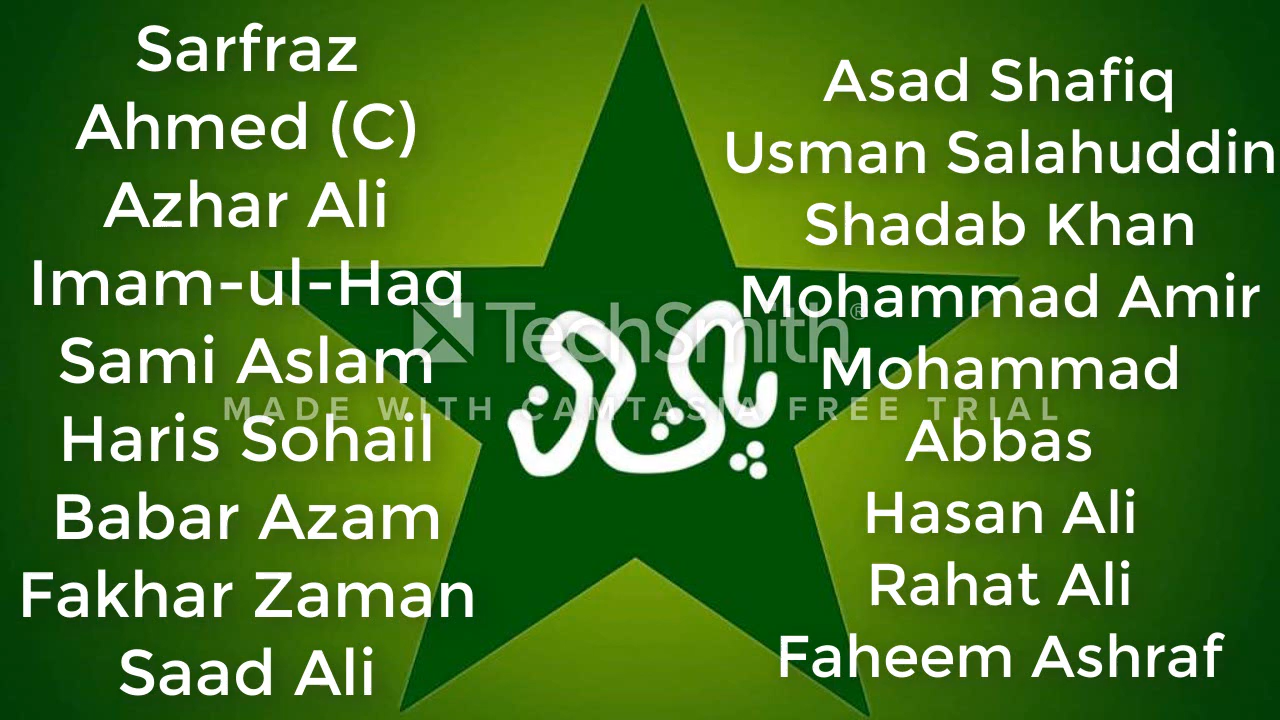 Sarfraz
Ahmed (C)
Azhar Ali
Imam-ul-Haq
Sami Aslam
Haris Sohail
Babar Azam
Fakhar Zaman
Saad Ali
Asad Shafiq
Usman Salahuddin
Shadab Khan
Mohammad Amir
Mohammad
Abbas
Hasan Ali
Rahat Ali
Faheem Ashraf
پاکستان
TechSmith®
MADE WITH CAMTASIA FREE TRIAL